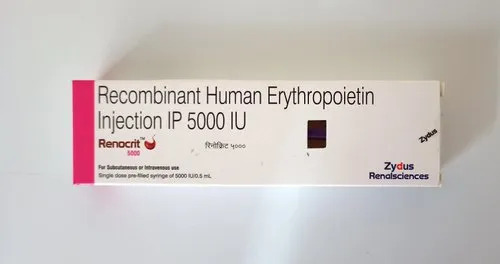 Recombinant Human Erythropoietin
Injection IP 5000 IU
Renocrit™
5000
रिनोक्रिट ५०००
For Subcutaneous or Intravenous use
Single dose pre-filled syringe of 5000 IU/0.5 mL
Zydus
Zydus
Renalsciences